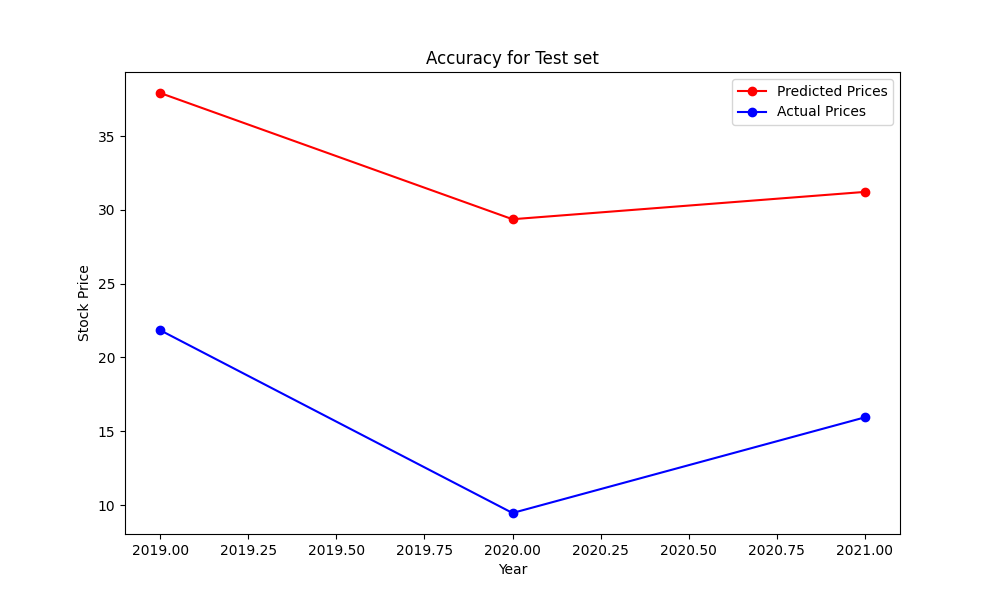 Accuracy for Test set
Predicted Prices
Actual Prices
Stock Price
35
30
25
20
15
10
2019.00 2019.25 2019.50 2019.75 2020.00 2020.25 2020.50 2020.75 2021.00
Year